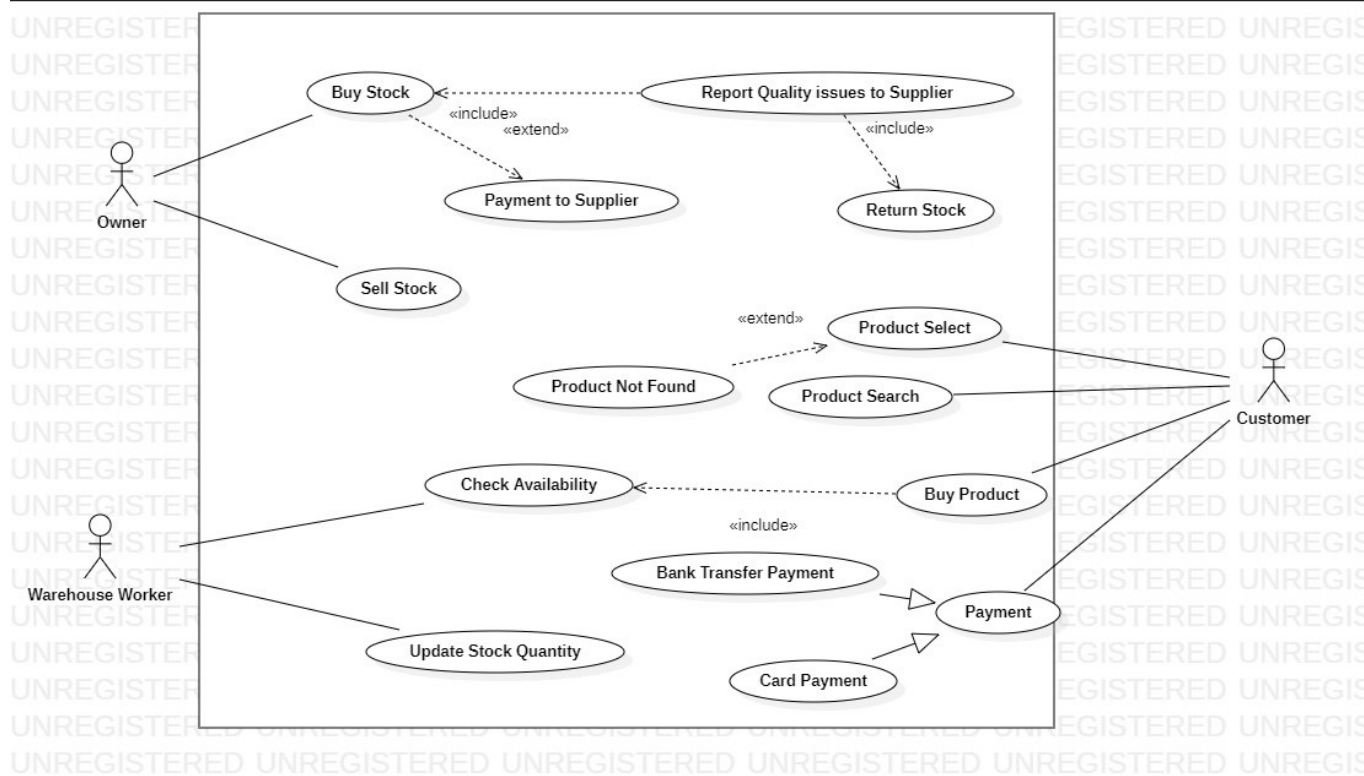 UNREGISTERED UNREGISTERED UNREGISTERED UNREGISTERED UNREGISTERED UNREGIS
Buy Stock
Report Quality issues to Supplier
«include»
«extend»
«include»
Payment to Supplier
Return Stock
Owner
Sell Stock
«extend»
Product Select
Product Not Found
Product Search
Customer
Check Availability
Buy Product
«include»
Bank Transfer Payment
Warehouse Worker
Payment
Update Stock Quantity
Card Payment